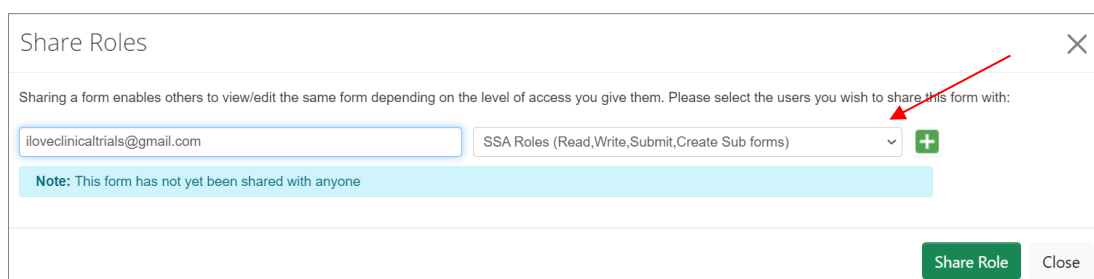 Share Roles
Sharing a form enables others to view/edit the same form depending on the level of access you give them. Please select the users you wish to share this form with:
iloveclinicaltrials@gmail.com
SSA Roles (Read,Write,Submit,Create Sub forms)
Note: This form has not yet been shared with anyone
Share Role
Close